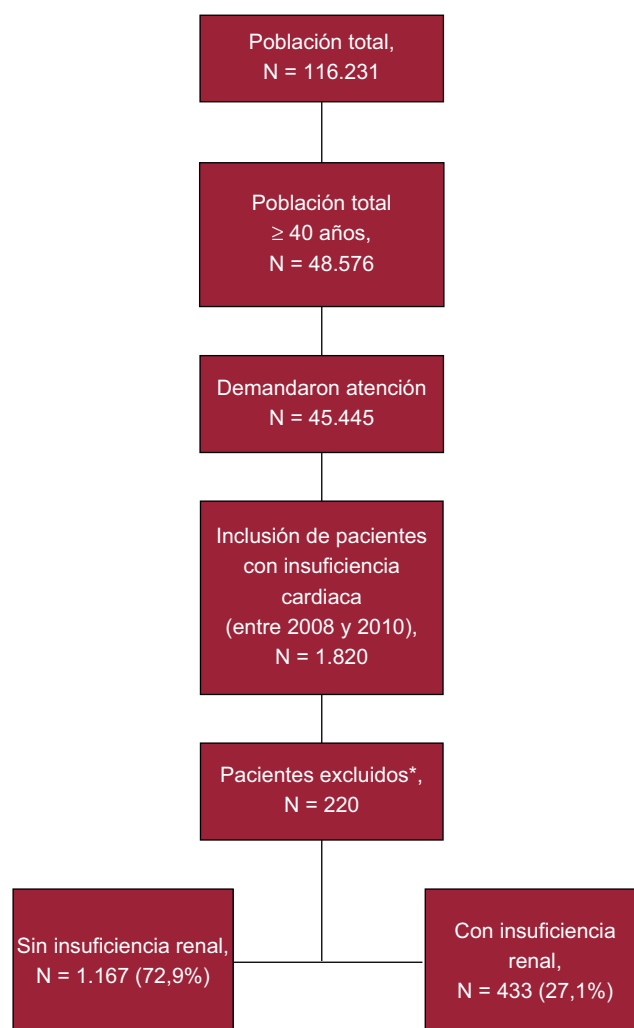 Población total,
N = 116.231
Población total
≥ 40 años,
N = 48.576
Demandaron atención
N = 45.445
Inclusión de pacientes
con insuficiencia
cardiaca
(entre 2008 y 2010),
N = 1.820
Pacientes excluidos*,
N = 220
Sin insuficiencia renal,
N = 1.167 (72,9%)
Con insuficiencia
renal,
N = 433 (27,1%)